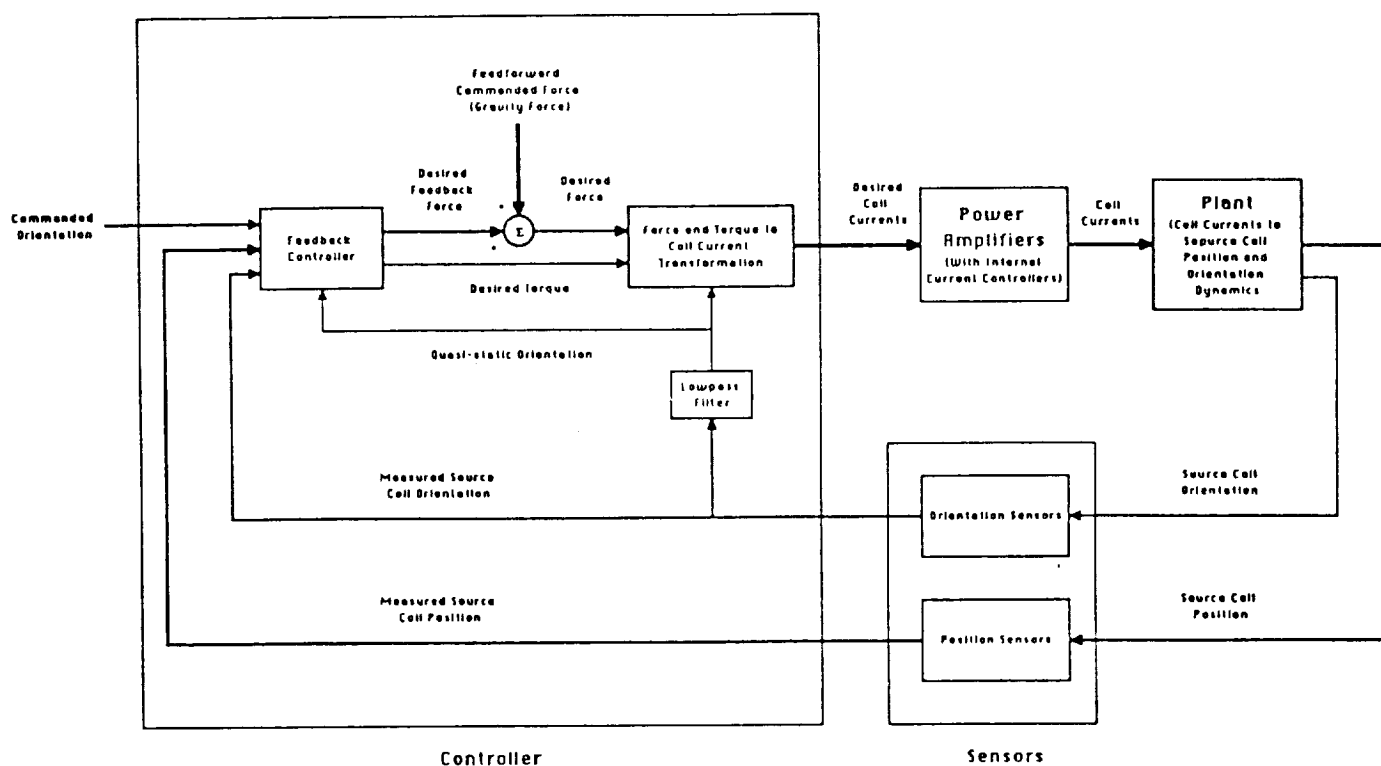 Feedforward
Commanded Force
(Gravity Force)
Desired
Feedback
Force
Desired
Force
Desired
Coil
Currents
Coil
Currents
Commanded
Orientation
Feedback
Controller
Σ
Force and Torque to
Coil Current
Transformation
Power
Amplifiers
(With Internal
Current Controllers)
Plant
(Coil Currents to
Sopurce Coil
Position and
Orientation
Dynamics
Desired Torque
Quasi-static Orientation
Lowpass
Filter
Measured Source
Coil Orientation
Orientation Sensors
Source Coil
Orientation
Measured Source
Coil Position
Position Sensors
Source Coil
Position
Controller
Sensors